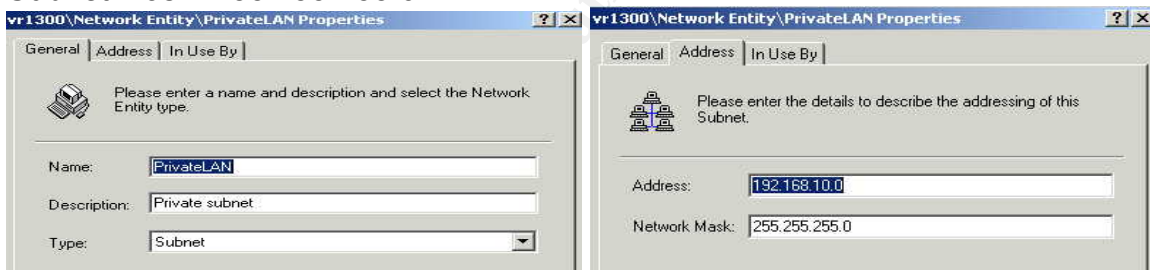 vr1300\Network Entity\PrivateLAN Properties
General Address In Use By
Please enter a name and description and select the Network
Entity type.
Name: PrivateLAN
Description: Private subnet
Type: Subnet
vr1300\Network Entity\PrivateLAN Properties
General Address In Use By
Please enter the details to describe the addressing of this
Subnet.
Address: 192.168.10.0
Network Mask: 255.255.255.0